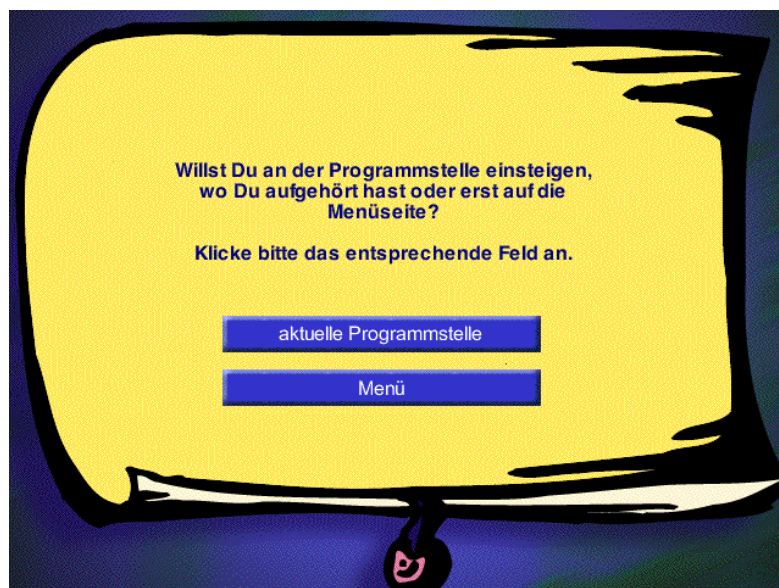 Willst Du an der Programmstelle einsteigen,
wo Du aufgehört hast oder erst auf die
Menüseite?
Klicke bitte das entsprechende Feld an.
aktuelle Programmstelle
Menü